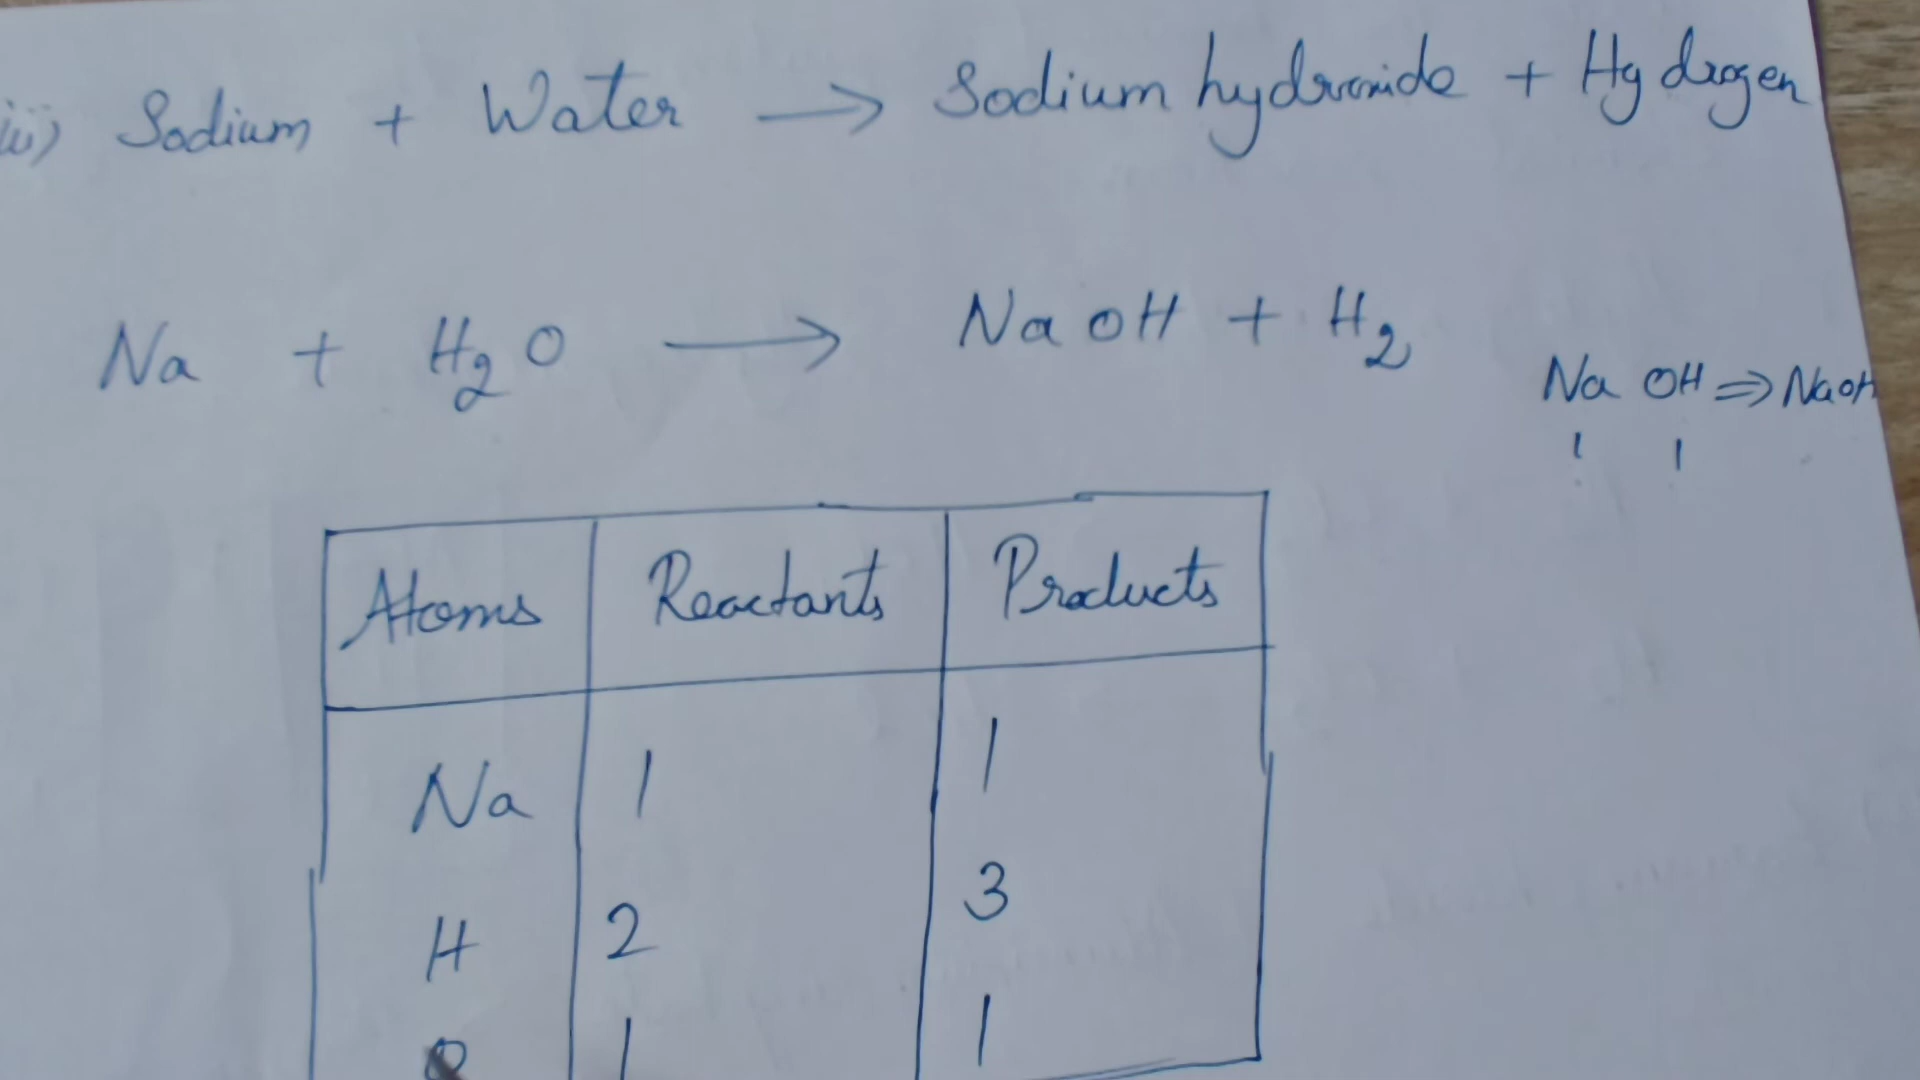 iii) Sodium + Water → Sodium hydroxide + Hydrogen
Na + H₂O → NaOH + H₂
Na OH ⇒ NaOH
1 1
Atoms Reactants Products
Na 1 1
H 2 3
O 1 1